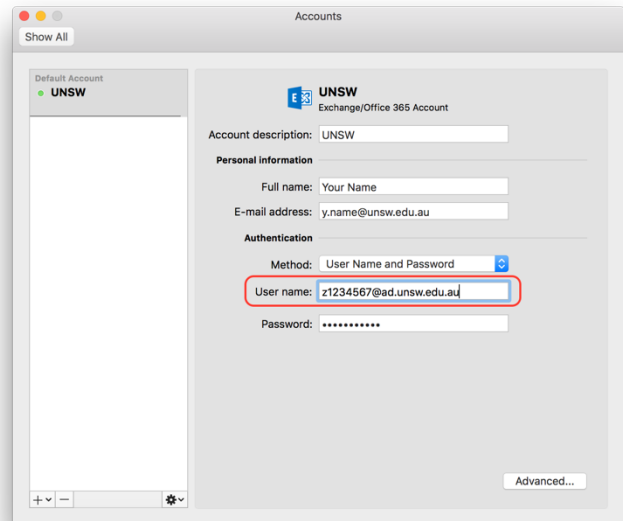 Accounts
Show All
Default Account
UNSW
UNSW
Exchange/Office 365 Account
Account description: UNSW
Personal information
Full name: Your Name
E-mail address: y.name@unsw.edu.au
Authentication
Method: User Name and Password
User name: z1234567@ad.unsw.edu.au
Password: •••••••••••
Advanced...